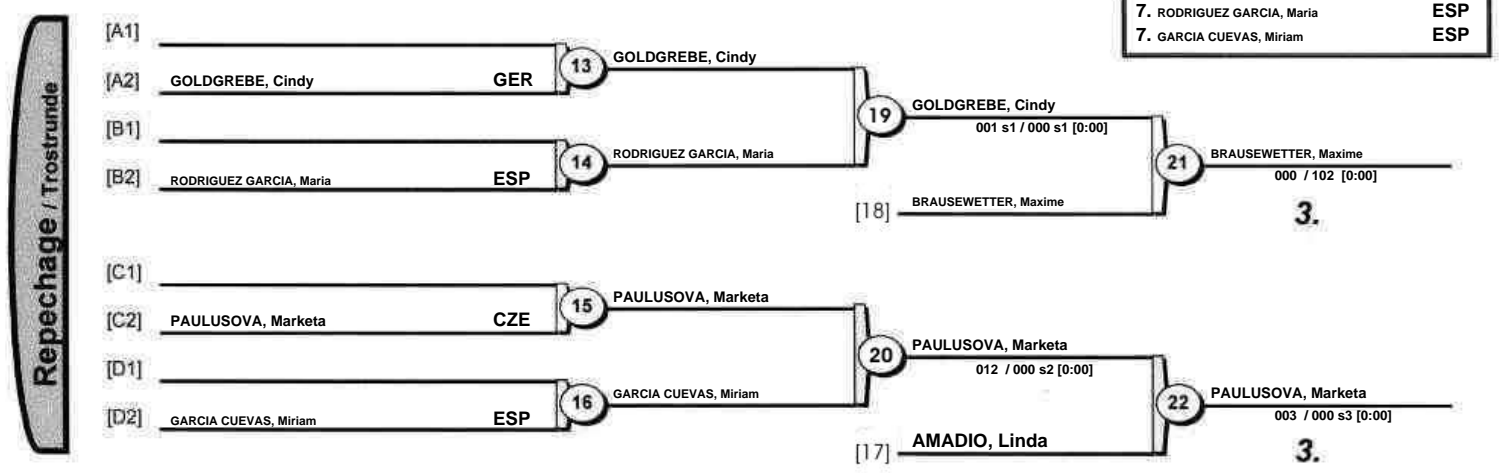 7. RODRIGUEZ GARCIA, Maria ESP
7. GARCIA CUEVAS, Miriam ESP
Repechage / Trostrunde
[A1]
[A2] GOLDGREBE, Cindy GER
13
GOLDGREBE, Cindy
[B1]
[B2] RODRIGUEZ GARCIA, Maria ESP
14
RODRIGUEZ GARCIA, Maria
19
GOLDGREBE, Cindy
001 s1 / 000 s1 [0:00]
[18] BRAUSEWETTER, Maxime
21
BRAUSEWETTER, Maxime
000 / 102 [0:00]
3.
[C1]
[C2] PAULUSOVA, Marketa CZE
15
PAULUSOVA, Marketa
[D1]
[D2] GARCIA CUEVAS, Miriam ESP
16
GARCIA CUEVAS, Miriam
20
PAULUSOVA, Marketa
012 / 000 s2 [0:00]
[17] AMADIO, Linda
22
PAULUSOVA, Marketa
003 / 000 s3 [0:00]
3.